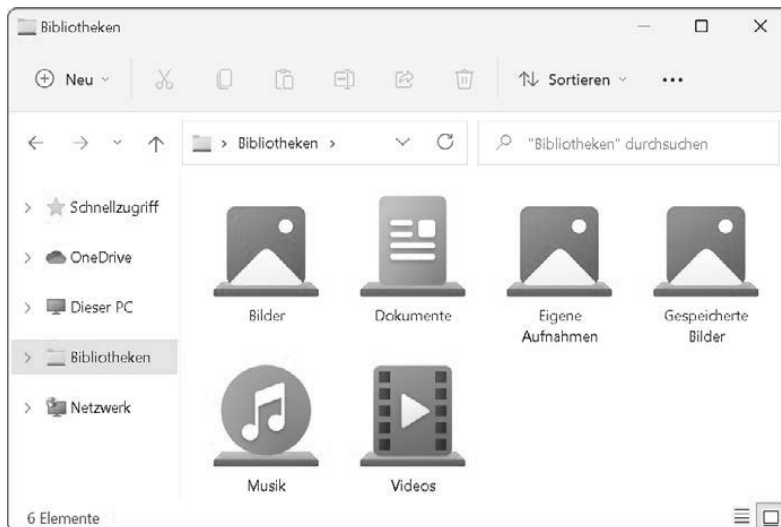 Bibliotheken
Neu
Sortieren
Bibliotheken
"Bibliotheken" durchsuchen
Schnellzugriff
OneDrive
Dieser PC
Bibliotheken
Netzwerk
Bilder
Dokumente
Eigene
Aufnahmen
Gespeicherte
Bilder
Musik
Videos
6 Elemente